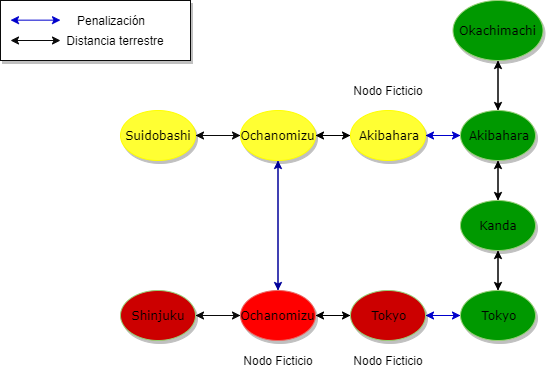 Penalización
Distancia terrestre
Okachimachi
Nodo Ficticio
Suidobashi
Ochanomizu
Akibahara
Akibahara
Kanda
Shinjuku
Ochanomizu
Tokyo
Tokyo
Nodo Ficticio
Nodo Ficticio